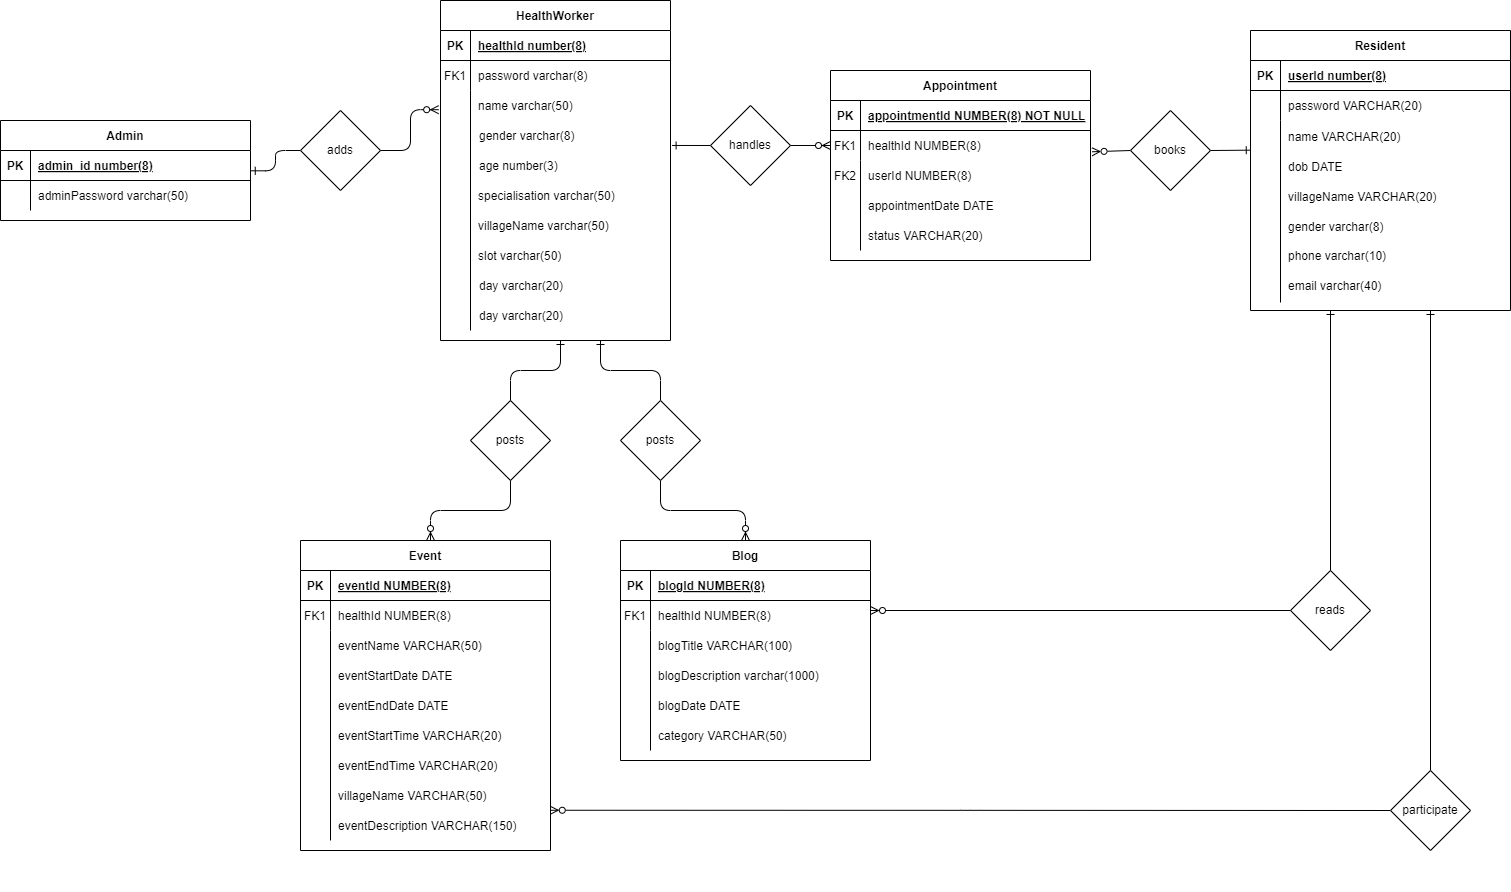 HealthWorker
PK healthId number(8)
FK1 password varchar(8)
name varchar(50)
gender varchar(8)
age number(3)
specialisation varchar(50)
villageName varchar(50)
slot varchar(50)
day varchar(20)
day varchar(20)
Admin
PK admin_id number(8)
adminPassword varchar(50)
adds
handles
Appointment
PK appointmentId NUMBER(8) NOT NULL
FK1 healthId NUMBER(8)
FK2 userId NUMBER(8)
appointmentDate DATE
status VARCHAR(20)
books
Resident
PK userId number(8)
password VARCHAR(20)
name VARCHAR(20)
dob DATE
villageName VARCHAR(20)
gender varchar(8)
phone varchar(10)
email varchar(40)
posts
posts
Event
PK eventId NUMBER(8)
FK1 healthId NUMBER(8)
eventName VARCHAR(50)
eventStartDate DATE
eventEndDate DATE
eventStartTime VARCHAR(20)
eventEndTime VARCHAR(20)
villageName VARCHAR(50)
eventDescription VARCHAR(150)
Blog
PK blogId NUMBER(8)
FK1 healthId NUMBER(8)
blogTitle VARCHAR(100)
blogDescription varchar(1000)
blogDate DATE
category VARCHAR(50)
reads
participate